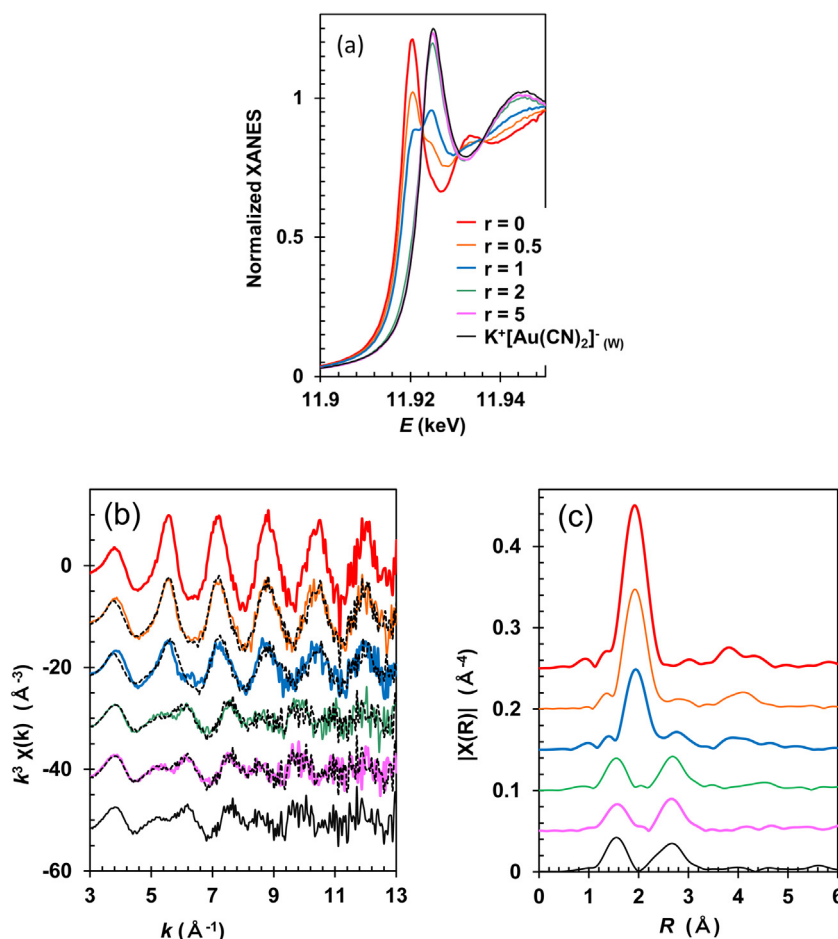 (a)
Normalized XANES
1
0.5
0
11.9 11.92 11.94
E (keV)
r = 0
r = 0.5
r = 1
r = 2
r = 5
K⁺[Au(CN)₂]⁻ (W)
(b)
k³ χ(k) (Å⁻³)
0
-20
-40
-60
3 5 7 9 11 13
k (Å⁻¹)
(c)
|X(R)| (Å⁻⁴)
0.4
0.3
0.2
0.1
0
0 1 2 3 4 5 6
R (Å)